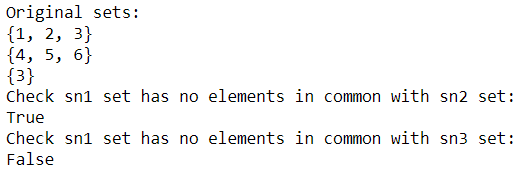 Original sets:
{1, 2, 3}
{4, 5, 6}
{3}
Check sn1 set has no elements in common with sn2 set:
True
Check sn1 set has no elements in common with sn3 set:
False